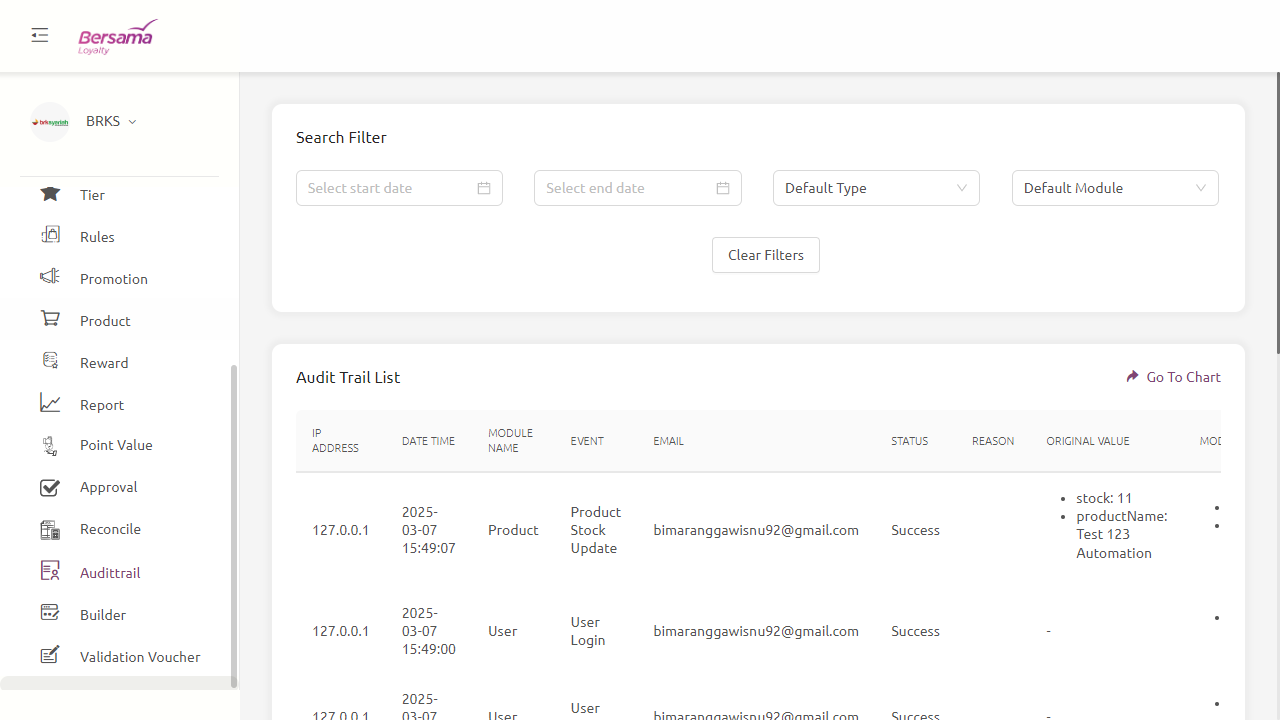 Bersama
Loyalty
brksyariah
BRKS
Tier
Rules
Promotion
Product
Reward
Report
Point Value
Approval
Reconcile
Audittrail
Builder
Validation Voucher
Search Filter
Select start date
Select end date
Default Type
Default Module
Clear Filters
Audit Trail List
Go To Chart
IP ADDRESS
DATE TIME
MODULE NAME
EVENT
EMAIL
STATUS
REASON
ORIGINAL VALUE
127.0.0.1
2025-03-07 15:49:07
Product
Product Stock Update
bimaranggawisnu92@gmail.com
Success
• stock: 11
• productName: Test 123 Automation
127.0.0.1
2025-03-07 15:49:00
User
User Login
bimaranggawisnu92@gmail.com
Success
-
127.0.0.1
2025-03-07
User
User
bimaranggawisnu92@gmail.com
Success
-